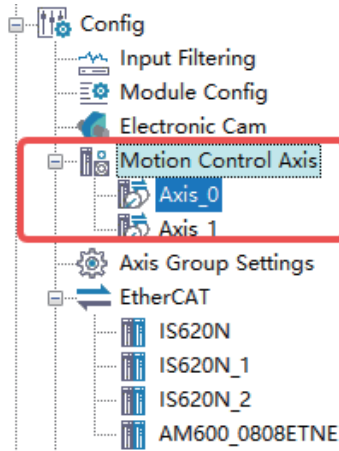 Config
Input Filtering
Module Config
Electronic Cam
Motion Control Axis
Axis_0
Axis_1
Axis Group Settings
EtherCAT
IS620N
IS620N_1
IS620N_2
AM600_0808ETNE